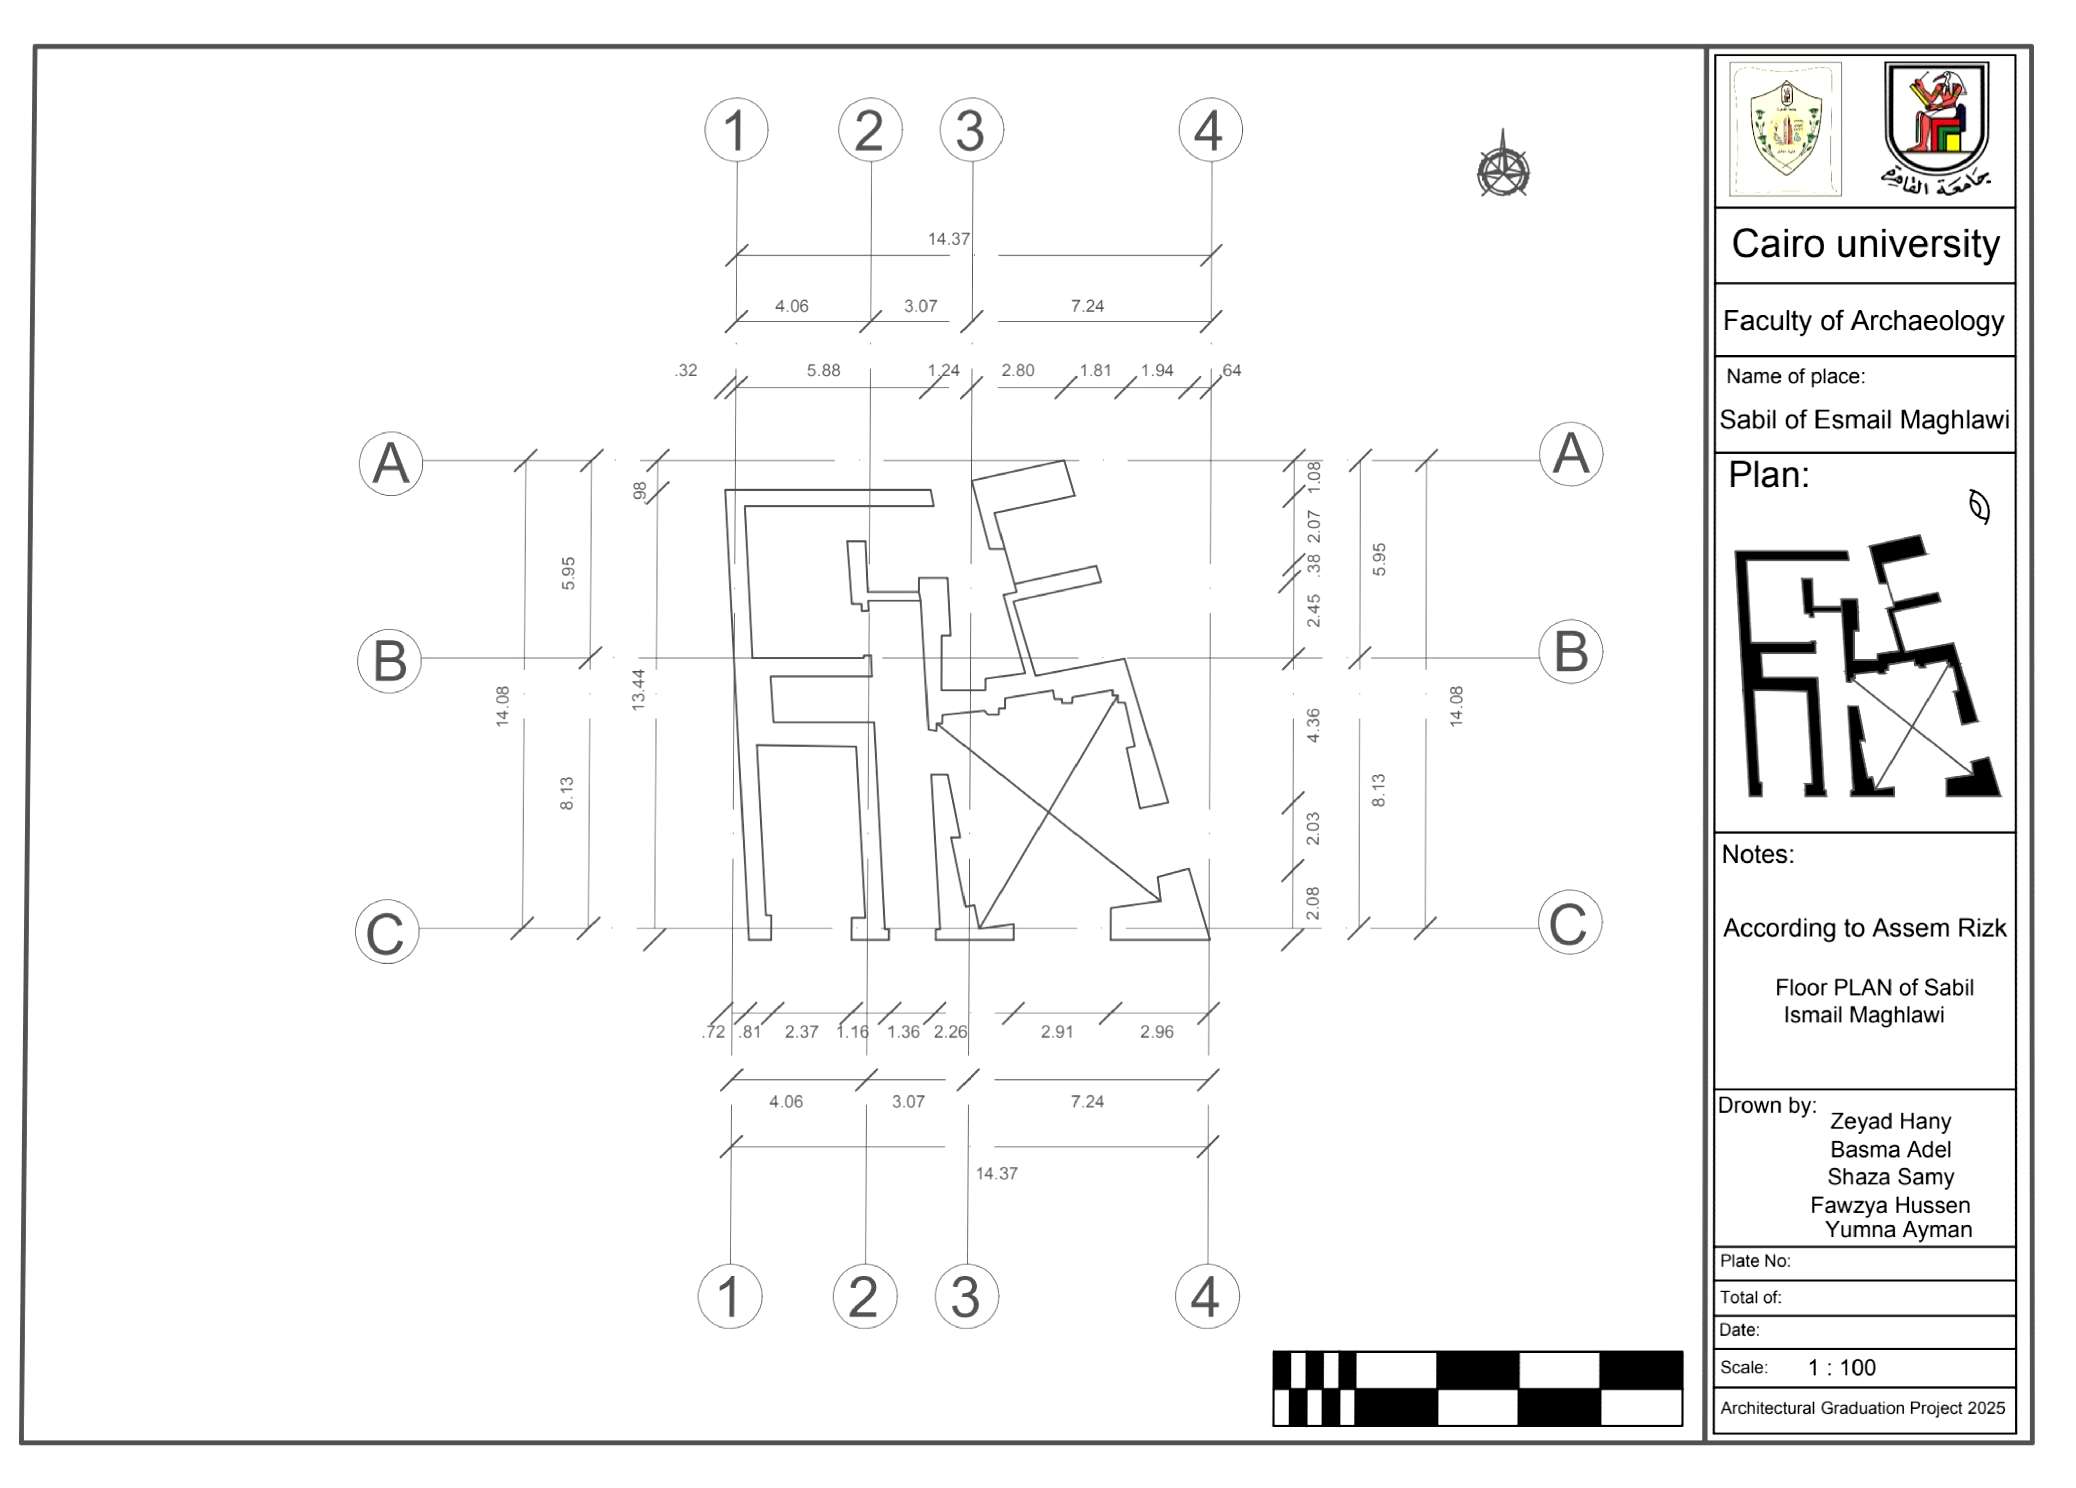 1 2 3 4
14.37
4.06 3.07 7.24
.32 5.88 1.24 2.80 1.81 1.94 .64
A A
B B
C C
14.08
5.95
8.13
.98
13.44
1.08
2.07
.38
2.45
4.36
2.03
2.08
5.95
8.13
14.08
.72 .81 2.37 1.16 1.36 2.26 2.91 2.96
4.06 3.07 7.24
14.37
1 2 3 4
جامعة القاهرة
Cairo university
Faculty of Archaeology
Name of place:
Sabil of Esmail Maghlawi
Plan:
Notes:
According to Assem Rizk
Floor PLAN of Sabil
Ismail Maghlawi
Drown by:
Zeyad Hany
Basma Adel
Shaza Samy
Fawzya Hussen
Yumna Ayman
Plate No:
Total of:
Date:
Scale: 1 : 100
Architectural Graduation Project 2025